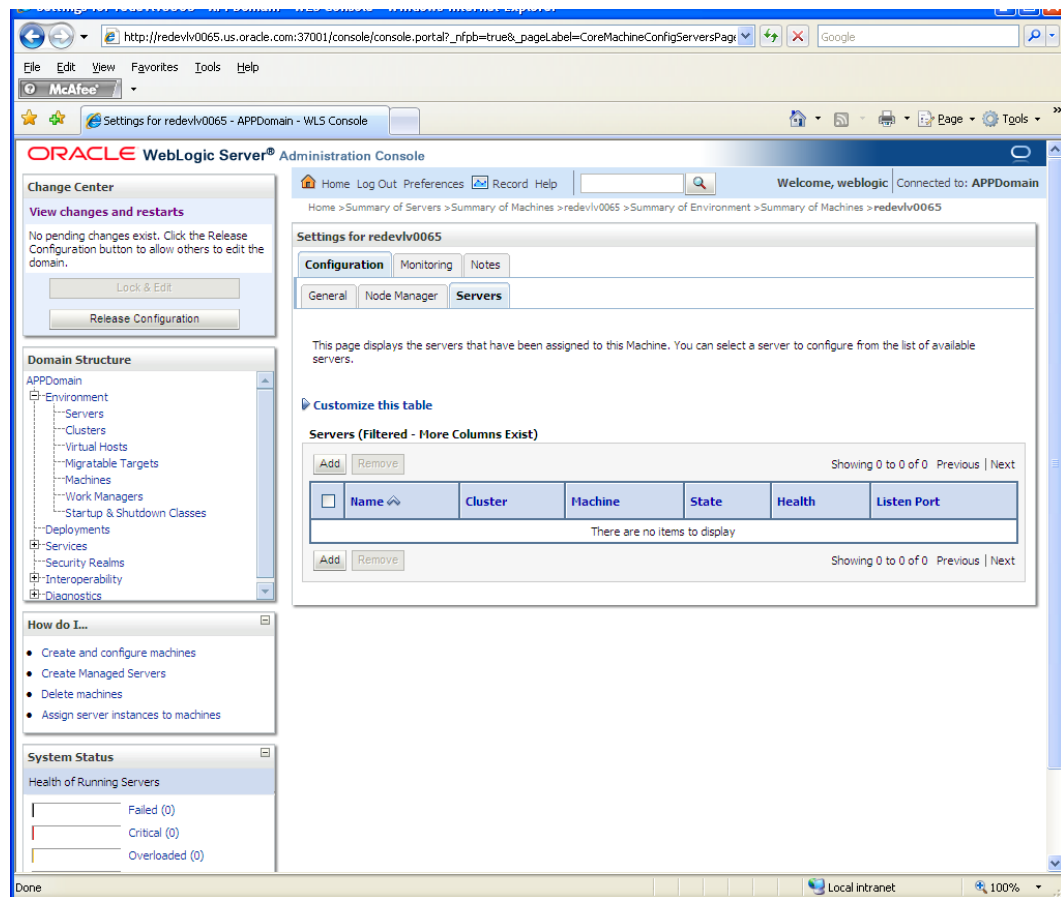 http://redevlv0065.us.oracle.com:37001/console/console.portal?_nfpb=true&_pageLabel=CoreMachineConfigServersPage
Google
File Edit View Favorites Tools Help
McAfee
Settings for redevlv0065 - APPDomain - WLS Console
Page
Tools
ORACLE WebLogic Server® Administration Console
Change Center
View changes and restarts
No pending changes exist. Click the Release
Configuration button to allow others to edit the
domain.
Lock & Edit
Release Configuration
Domain Structure
APPDomain
Environment
Servers
Clusters
Virtual Hosts
Migratable Targets
Machines
Work Managers
Startup & Shutdown Classes
Deployments
Services
Security Realms
Interoperability
Diagnostics
How do I...
Create and configure machines
Create Managed Servers
Delete machines
Assign server instances to machines
System Status
Health of Running Servers
Failed (0)
Critical (0)
Overloaded (0)
Home Log Out Preferences Record Help
Welcome, weblogic Connected to: APPDomain
Home >Summary of Servers >Summary of Machines >redevlv0065 >Summary of Environment >Summary of Machines >redevlv0065
Settings for redevlv0065
Configuration Monitoring Notes
General Node Manager Servers
This page displays the servers that have been assigned to this Machine. You can select a server to configure from the list of available
servers.
Customize this table
Servers (Filtered - More Columns Exist)
Add Remove Showing 0 to 0 of 0 Previous | Next
Name Cluster Machine State Health Listen Port
There are no items to display
Add Remove Showing 0 to 0 of 0 Previous | Next
Done Local intranet 100%